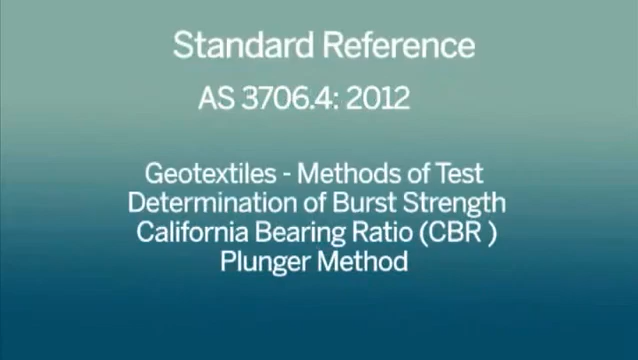 Standard Reference
AS 3706.4: 2012
Geotextiles - Methods of Test
Determination of Burst Strength
California Bearing Ratio (CBR )
Plunger Method